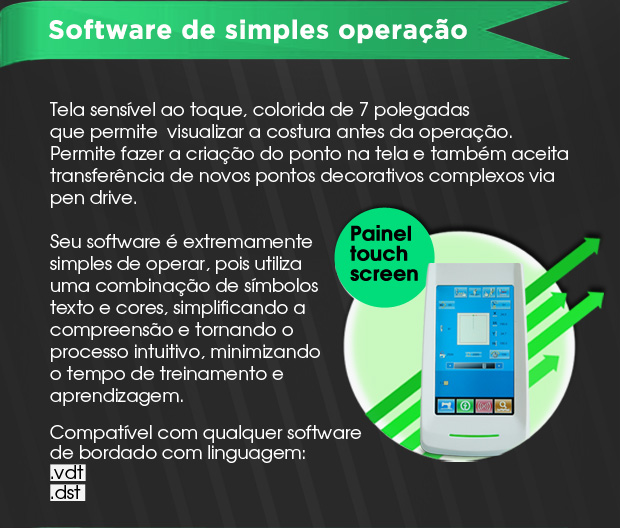 Software de simples operação
Tela sensível ao toque, colorida de 7 polegadas
que permite visualizar a costura antes da operação.
Permite fazer a criação do ponto na tela e também aceita
transferência de novos pontos decorativos complexos via
pen drive.
Seu software é extremamente
simples de operar, pois utiliza
uma combinação de símbolos
texto e cores, simplificando a
compreensão e tornando o
processo intuitivo, minimizando
o tempo de treinamento e
aprendizagem.
Painel
touch
screen
Compatível com qualquer software
de bordado com linguagem:
.vdt
.dst